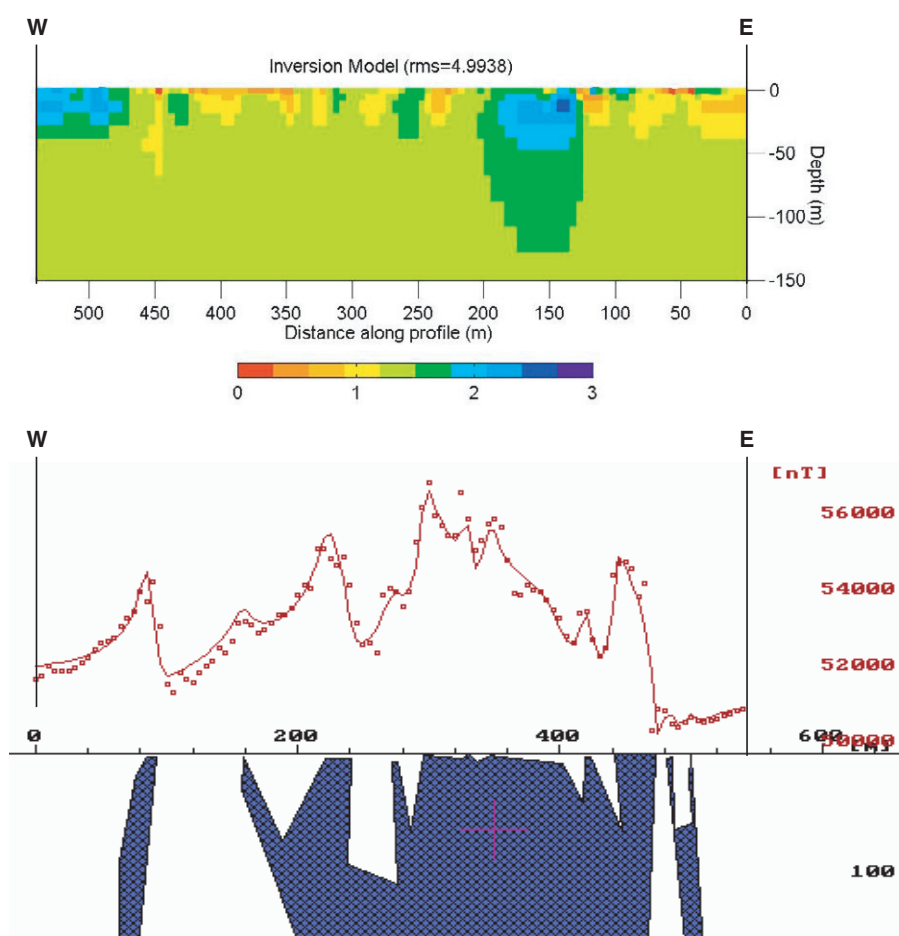 W E
Inversion Model (rms=4.9938)
0
-50
-100
-150
Depth (m)
500 450 400 350 300 250 200 150 100 50 0
Distance along profile (m)
0 1 2 3
W E
[nT]
56000
54000
52000
50000
0 200 400 600 [m]
100